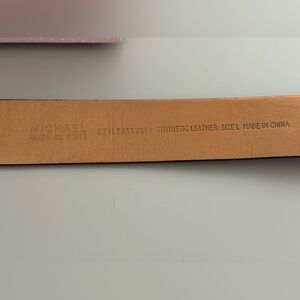 MICHAEL
MICHAEL KORS
SYNTHETIC LEATHER SIZE L MADE IN CHINA